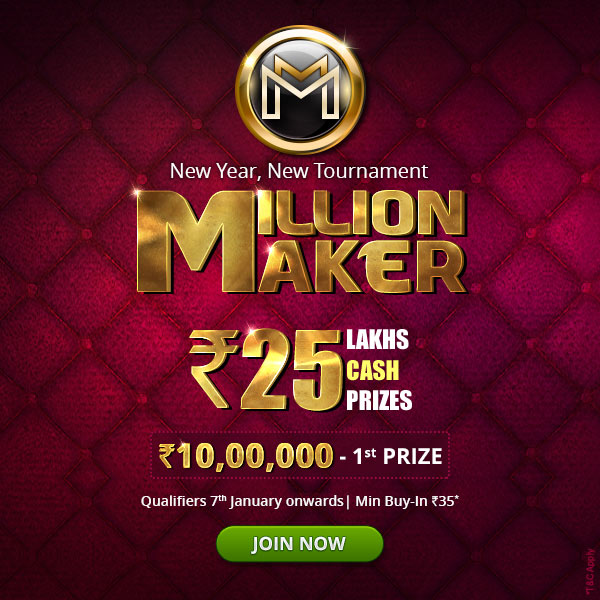 M
New Year, New Tournament
MILLION
MAKER
₹25 LAKHS
CASH
PRIZES
₹10,00,000 - 1st PRIZE
Qualifiers 7th January onwards| Min Buy-In ₹35*
JOIN NOW
*T&C Apply